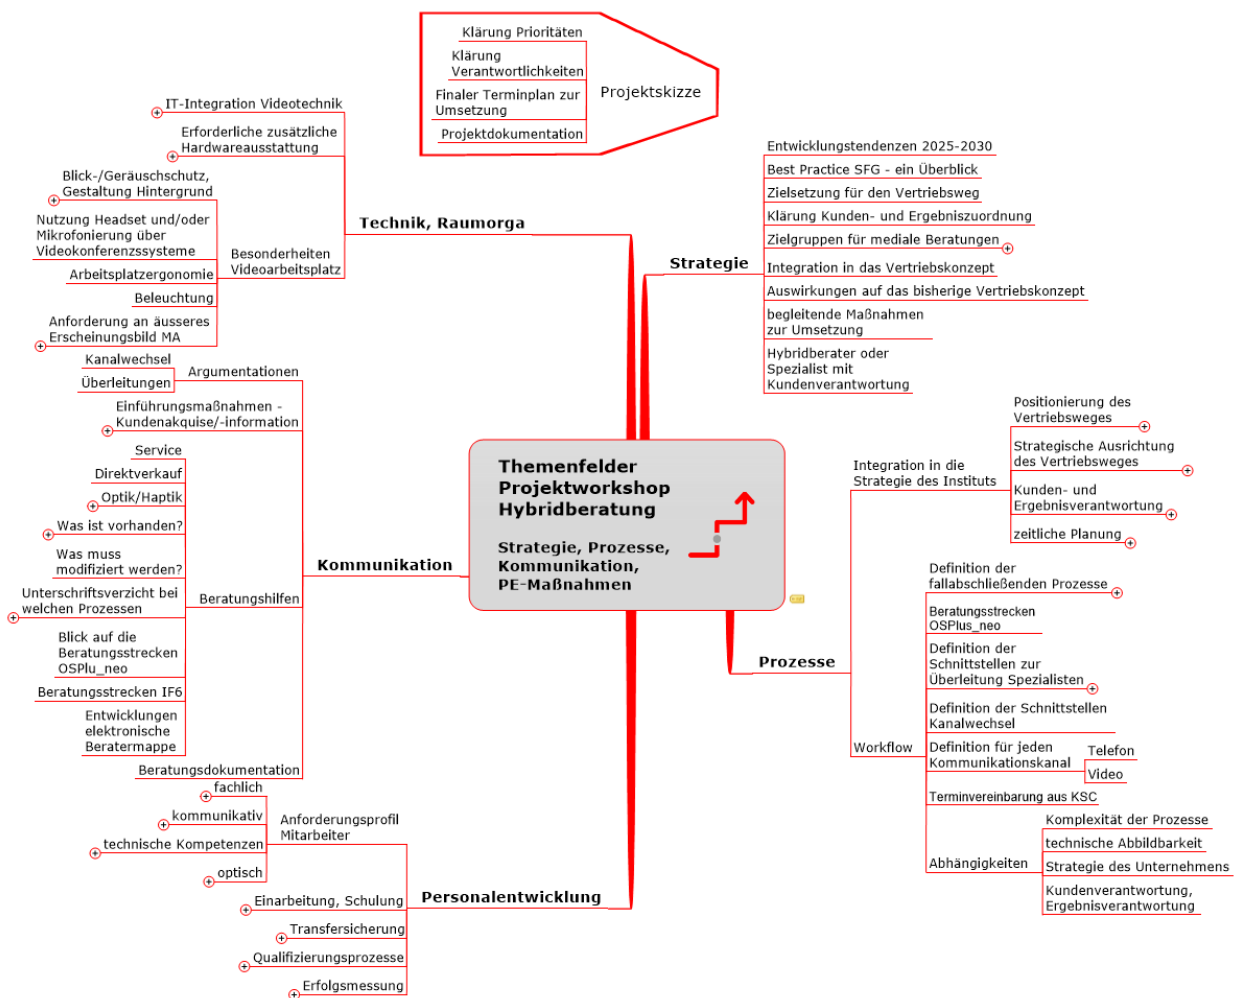 Klärung Prioritäten
Klärung
Verantwortlichkeiten
Finaler Terminplan zur
Umsetzung
Projektdokumentation
Projektskizze
IT-Integration Videotechnik
Erforderliche zusätzliche
Hardwareausstattung
Blick-/Geräuschschutz,
Gestaltung Hintergrund
Nutzung Headset und/oder
Mikrofonierung über
Videokonferenzssysteme
Arbeitsplatzergonomie
Beleuchtung
Anforderung an äusseres
Erscheinungsbild MA
Besonderheiten
Videoarbeitsplatz
Technik, Raumorga
Entwicklungstendenzen 2025-2030
Best Practice SFG - ein Überblick
Zielsetzung für den Vertriebsweg
Klärung Kunden- und Ergebniszuordnung
Zielgruppen für mediale Beratungen
Integration in das Vertriebskonzept
Auswirkungen auf das bisherige Vertriebskonzept
begleitende Maßnahmen
zur Umsetzung
Hybridberater oder
Spezialist mit
Kundenverantwortung
Strategie
Kanalwechsel
Überleitungen
Argumentationen
Einführungsmaßnahmen -
Kundenakquise/-information
Service
Direktverkauf
Optik/Haptik
Was ist vorhanden?
Was muss
modifiziert werden?
Unterschriftsverzicht bei
welchen Prozessen
Blick auf die
Beratungsstrecken
OSPlu_neo
Beratungsstrecken IF6
Entwicklungen
elektronische
Beratermappe
Beratungshilfen
Beratungsdokumentation
Kommunikation
Themenfelder
Projektworkshop
Hybridberatung
Strategie, Prozesse,
Kommunikation,
PE-Maßnahmen
Positionierung des
Vertriebsweges
Strategische Ausrichtung
des Vertriebsweges
Kunden- und
Ergebnisverantwortung
zeitliche Planung
Integration in die
Strategie des Instituts
Definition der
fallabschließenden Prozesse
Beratungsstrecken
OSPlus_neo
Definition der
Schnittstellen zur
Überleitung Spezialisten
Definition der Schnittstellen
Kanalwechsel
Definition für jeden
Kommunikationskanal
Telefon
Video
Terminvereinbarung aus KSC
Komplexität der Prozesse
technische Abbildbarkeit
Strategie des Unternehmens
Kundenverantwortung,
Ergebnisverantwortung
Abhängigkeiten
Workflow
Prozesse
fachlich
kommunikativ
technische Kompetenzen
optisch
Anforderungsprofil
Mitarbeiter
Einarbeitung, Schulung
Transfersicherung
Qualifizierungsprozesse
Erfolgsmessung
Personalentwicklung